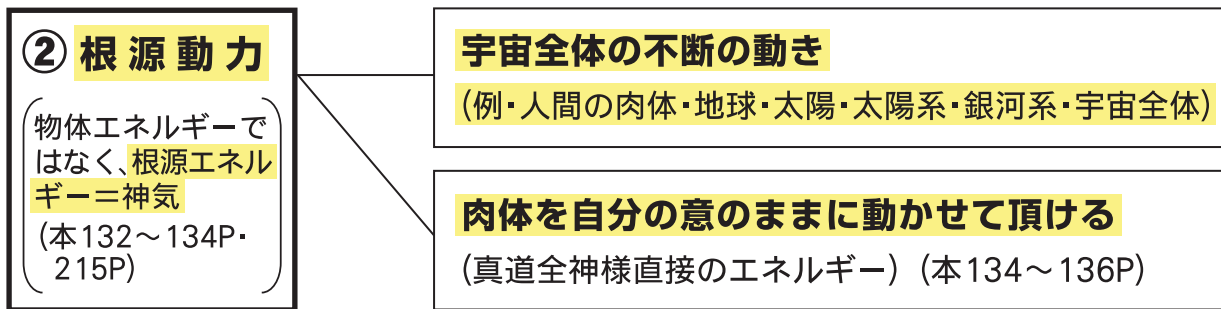 ② 根源動力
物体エネルギーで
はなく、根源エネル
ギー＝神気
(本132〜134P・
215P)
宇宙全体の不断の動き
(例・人間の肉体・地球・太陽・太陽系・銀河系・宇宙全体)
肉体を自分の意のままに動かせて頂ける
(真道全神様直接のエネルギー) (本134〜136P)